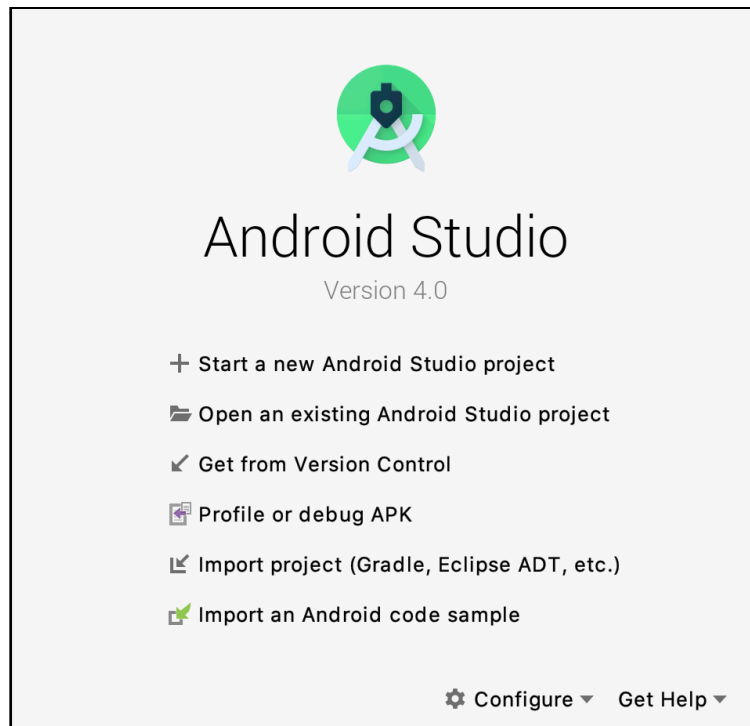 Android Studio
Version 4.0
Start a new Android Studio project
Open an existing Android Studio project
Get from Version Control
Profile or debug APK
Import project (Gradle, Eclipse ADT, etc.)
Import an Android code sample
Configure Get Help